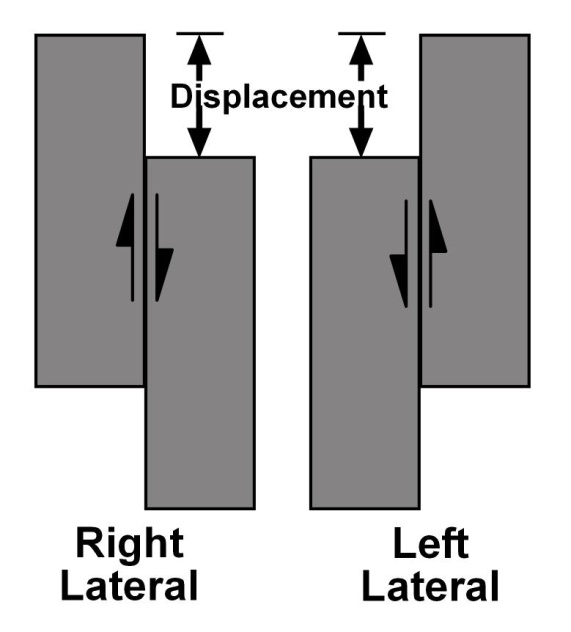 Displacement
Right
Lateral
Left
Lateral